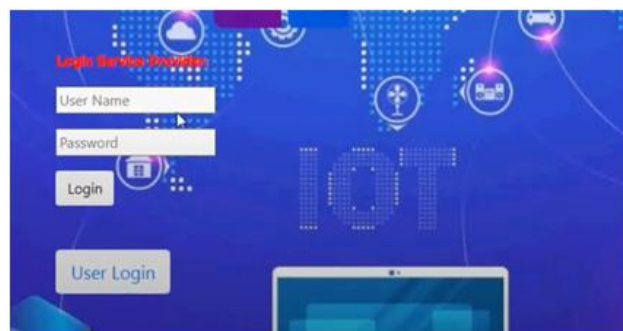 Login Service Provider
User Name
Password
Login
IOT
User Login